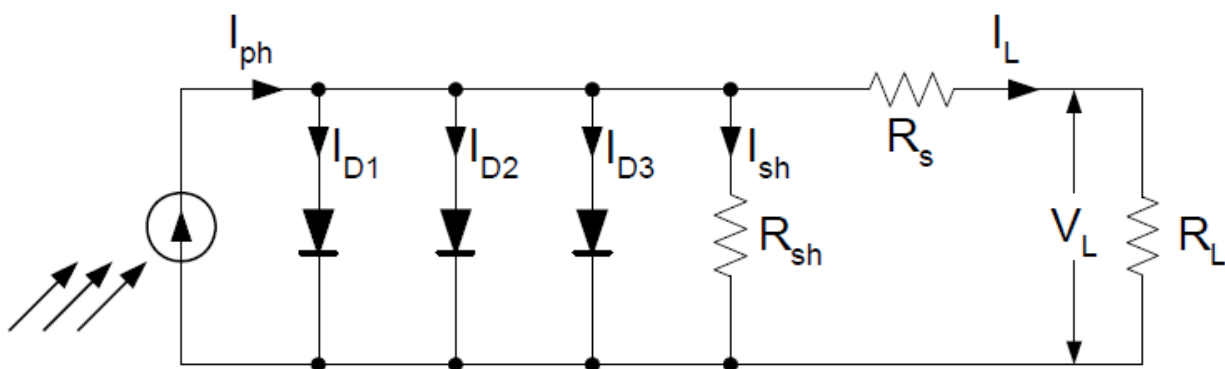 I_ph
I_L
I_D1
I_D2
I_D3
I_sh
R_s
R_sh
V_L
R_L